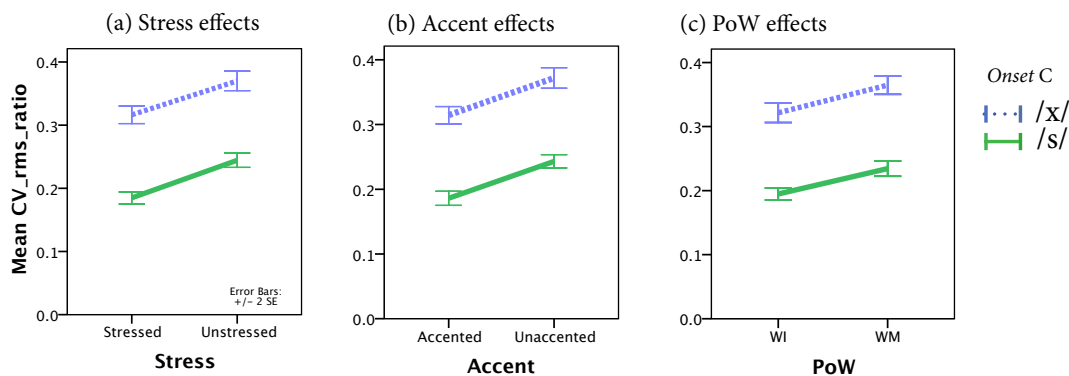 (a) Stress effects
(b) Accent effects
(c) PoW effects
Mean CV_rms_ratio
0.4
0.3
0.2
0.1
0.0
Error Bars:
+/- 2 SE
Stressed
Unstressed
Stress
0.4
0.3
0.2
0.1
0.0
Accented
Unaccented
Accent
0.4
0.3
0.2
0.1
0.0
WI
WM
PoW
Onset C
/x/
/s/